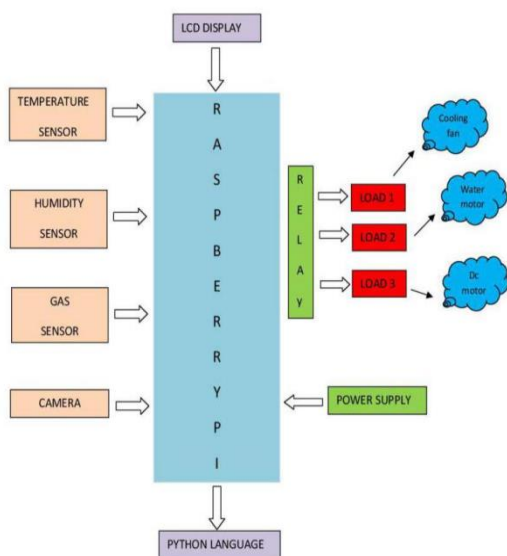 LCD DISPLAY
TEMPERATURE
SENSOR
HUMIDITY
SENSOR
GAS
SENSOR
CAMERA
R
A
S
P
B
E
R
R
Y
P
I
R
E
L
A
Y
LOAD 1
LOAD 2
LOAD 3
Cooling
fan
Water
motor
Dc
motor
POWER SUPPLY
PYTHON LANGUAGE